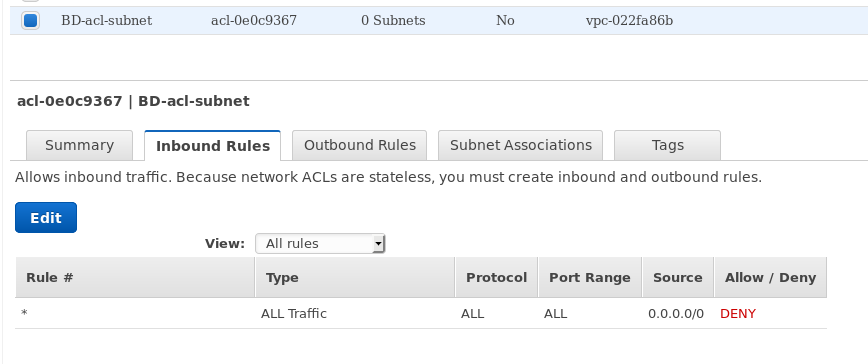 BD-acl-subnet acl-0e0c9367 0 Subnets No vpc-022fa86b
acl-0e0c9367 | BD-acl-subnet
Summary Inbound Rules Outbound Rules Subnet Associations Tags
Allows inbound traffic. Because network ACLs are stateless, you must create inbound and outbound rules.
Edit
View: All rules
Rule # Type Protocol Port Range Source Allow / Deny
* ALL Traffic ALL ALL 0.0.0.0/0 DENY